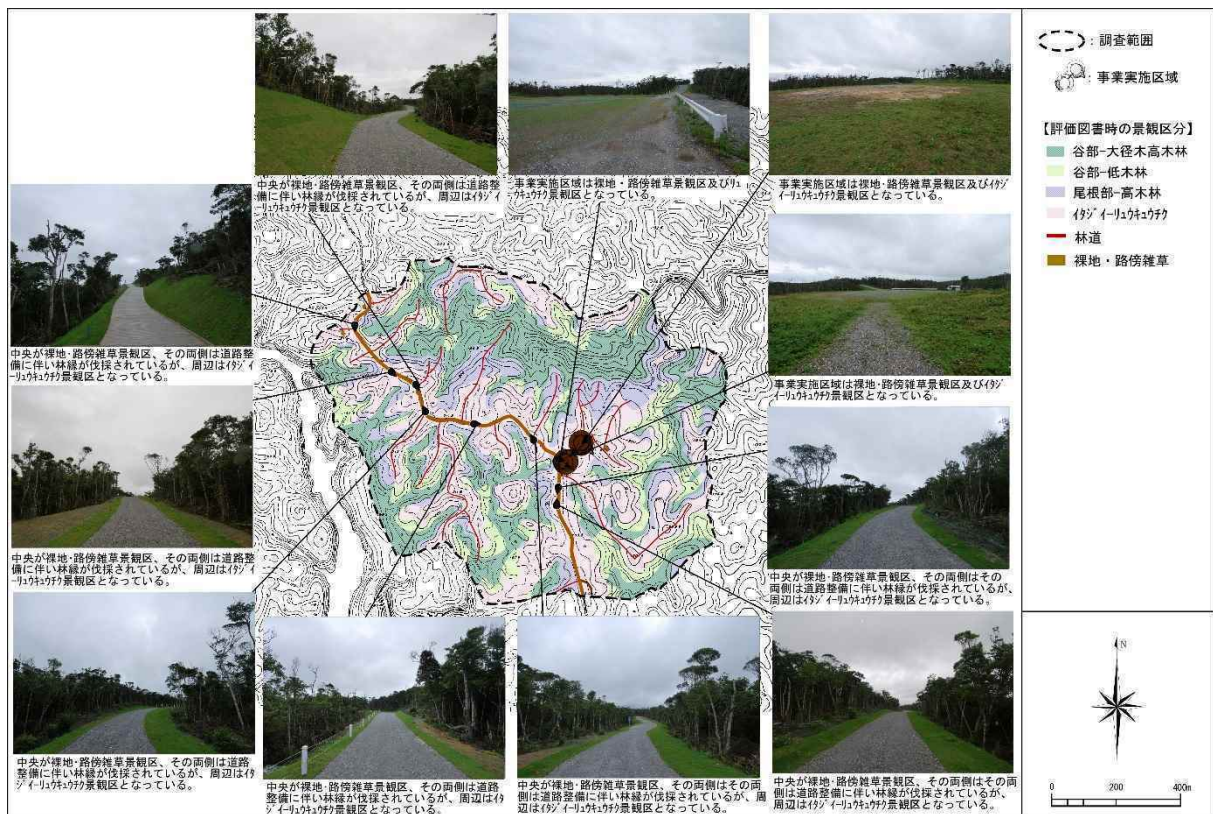 中央が裸地・路傍雑草景観区、その両側は道路整
備に伴い林縁が伐採されているが、周辺はｲﾀｼﾞｲ
ｰﾘｭｳｷｭｳﾁｸ景観区となっている。
事業実施区域は裸地・路傍雑草景観区及びﾘｭ
ｳｷｭｳﾁｸ景観区となっている。
事業実施区域は裸地・路傍雑草景観区及びｲﾀｼﾞ
ｲｰﾘｭｳｷｭｳﾁｸ景観区となっている。
中央が裸地・路傍雑草景観区、その両側は道路整
備に伴い林縁が伐採されているが、周辺はｲﾀｼﾞｲ
ｰﾘｭｳｷｭｳﾁｸ景観区となっている。
事業実施区域は裸地・路傍雑草景観区及びｲﾀｼﾞ
ｲｰﾘｭｳｷｭｳﾁｸ景観区となっている。
中央が裸地・路傍雑草景観区、その両側は道路整
備に伴い林縁が伐採されているが、周辺はｲﾀｼﾞｲ
ｰﾘｭｳｷｭｳﾁｸ景観区となっている。
中央が裸地・路傍雑草景観区、その両側はその
両側は道路整備に伴い林縁が伐採されているが、
周辺はｲﾀｼﾞｲｰﾘｭｳｷｭｳﾁｸ景観区となっている。
中央が裸地・路傍雑草景観区、その両側は道路
整備に伴い林縁が伐採されているが、周辺はｲﾀ
ｼﾞｲｰﾘｭｳｷｭｳﾁｸ景観区となっている。
中央が裸地・路傍雑草景観区、その両側は道路
整備に伴い林縁が伐採されているが、周辺はｲﾀ
ｼﾞｲｰﾘｭｳｷｭｳﾁｸ景観区となっている。
中央が裸地・路傍雑草景観区、その両側はその両
側は道路整備に伴い林縁が伐採されているが、周
辺はｲﾀｼﾞｲｰﾘｭｳｷｭｳﾁｸ景観区となっている。
中央が裸地・路傍雑草景観区、その両側はその両
側は道路整備に伴い林縁が伐採されているが、
周辺はｲﾀｼﾞｲｰﾘｭｳｷｭｳﾁｸ景観区となっている。
：調査範囲
：事業実施区域
【評価図書時の景観区分】
谷部-大径木高木林
谷部-低木林
尾根部-高木林
ｲﾀｼﾞｲｰﾘｭｳｷｭｳﾁｸ
林道
裸地・路傍雑草
N
0 200 400m